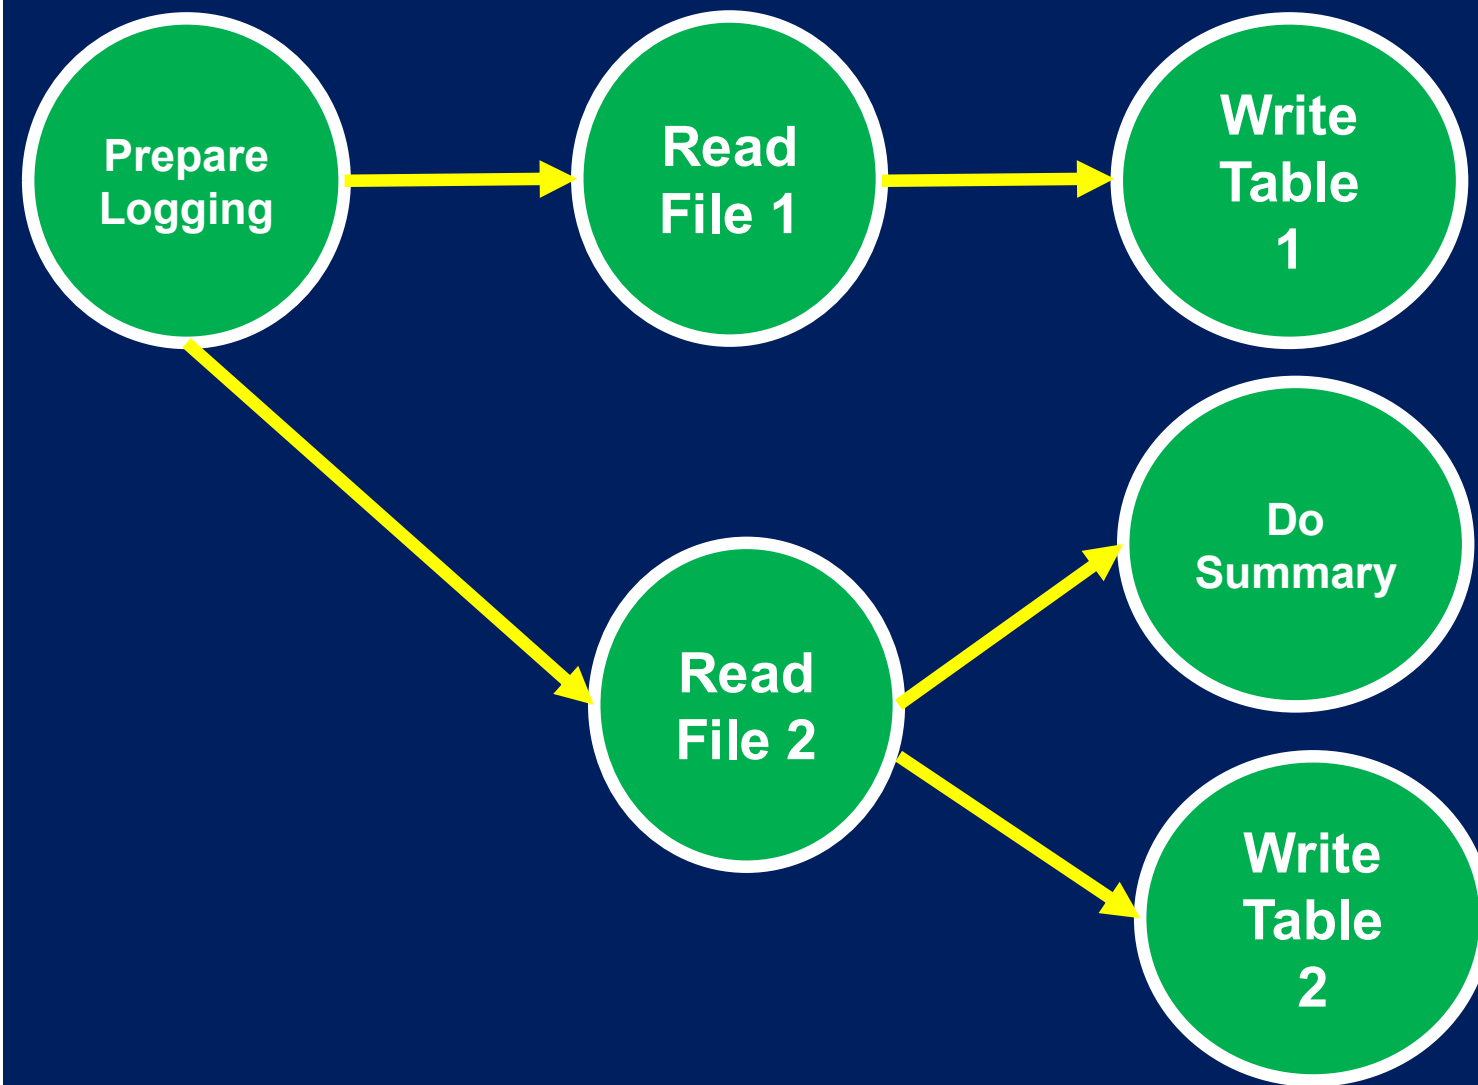 Prepare
Logging
Read
File 1
Write
Table
1
Do
Summary
Read
File 2
Write
Table
2